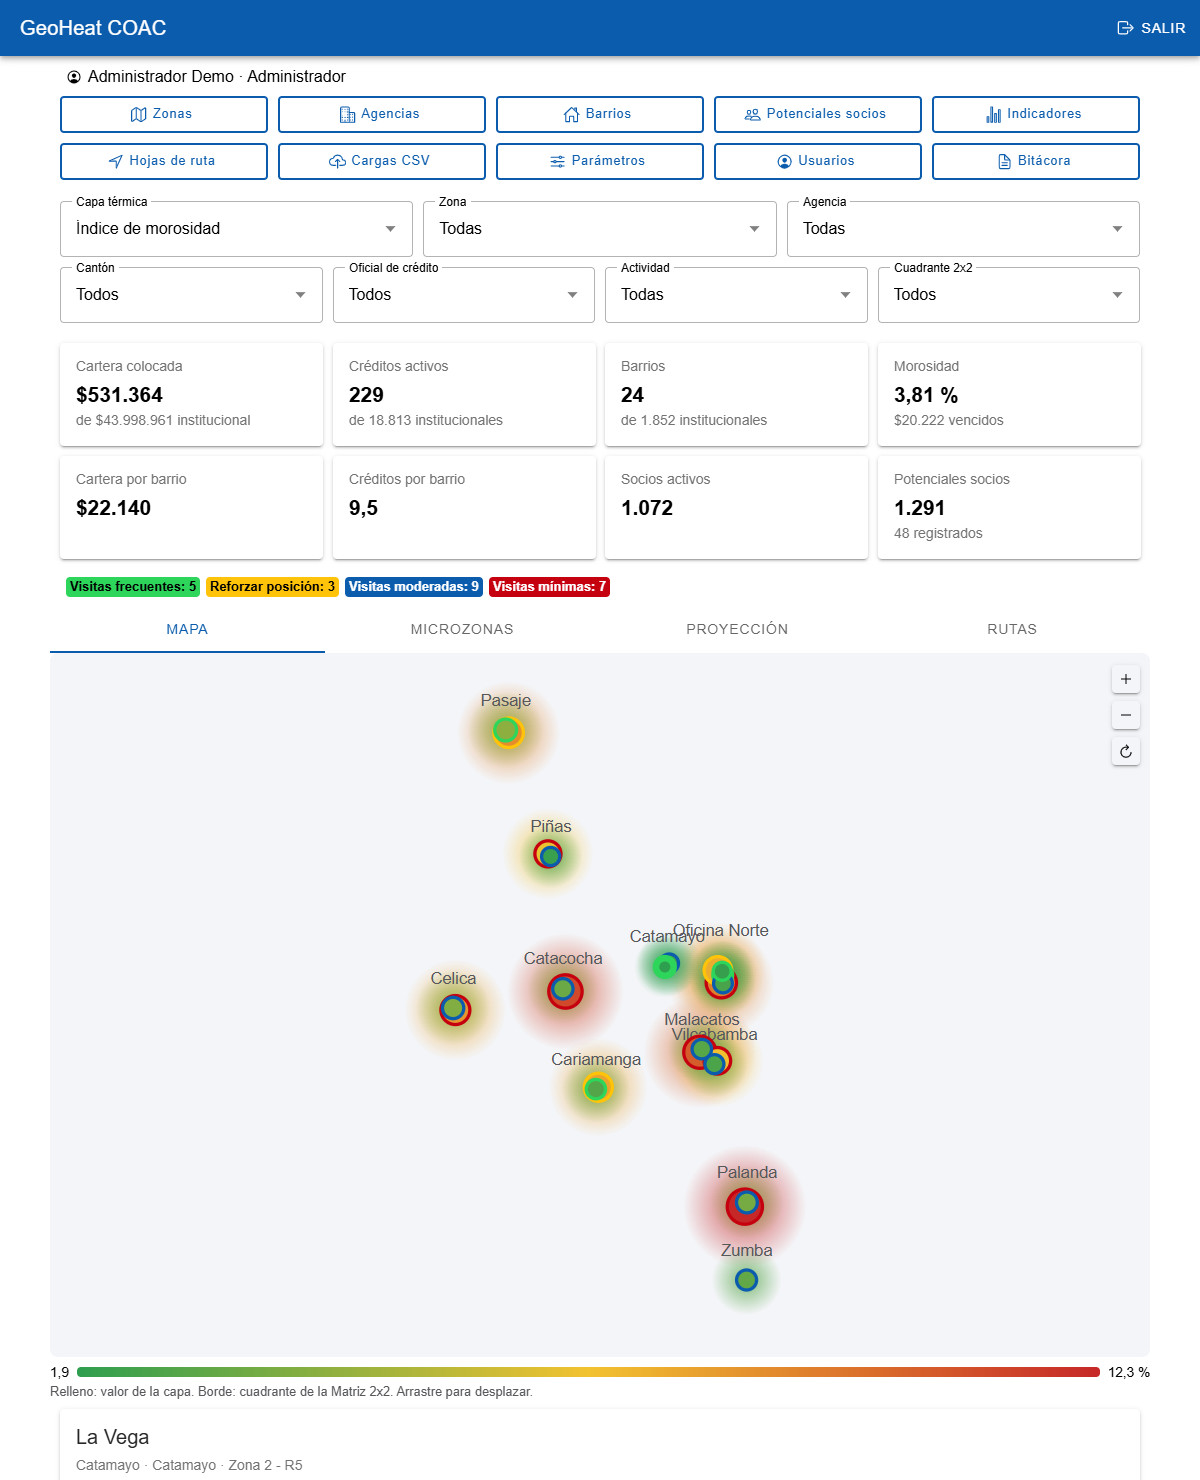 GeoHeat COAC
SALIR
Administrador Demo · Administrador
Zonas
Agencias
Barrios
Potenciales socios
Indicadores
Hojas de ruta
Cargas CSV
Parámetros
Usuarios
Bitácora
Capa térmica
Índice de morosidad
Zona
Todas
Agencia
Todas
Cantón
Todos
Oficial de crédito
Todos
Actividad
Todas
Cuadrante 2x2
Todos
Cartera colocada
$531.364
de $43.998.961 institucional
Créditos activos
229
de 18.813 institucionales
Barrios
24
de 1.852 institucionales
Morosidad
3,81 %
$20.222 vencidos
Cartera por barrio
$22.140
Créditos por barrio
9,5
Socios activos
1.072
Potenciales socios
1.291
48 registrados
Visitas frecuentes: 5
Reforzar posición: 3
Visitas moderadas: 9
Visitas mínimas: 7
MAPA
MICROZONAS
PROYECCIÓN
RUTAS
Pasaje
Piñas
Oficina Norte
Catamayo
Catacocha
Celica
Malacatos
Vilcabamba
Cariamanga
Palanda
Zumba
1,9
12,3 %
Relleno: valor de la capa. Borde: cuadrante de la Matriz 2x2. Arrastre para desplazar.
La Vega
Catamayo · Catamayo · Zona 2 - R5